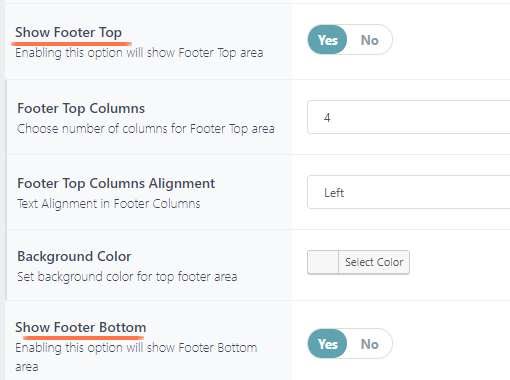 Show Footer Top
Yes No
Enabling this option will show Footer Top area
Footer Top Columns
4
Choose number of columns for Footer Top area
Footer Top Columns Alignment
Left
Text Alignment in Footer Columns
Background Color
Select Color
Set background color for top footer area
Show Footer Bottom
Yes No
Enabling this option will show Footer Bottom
area